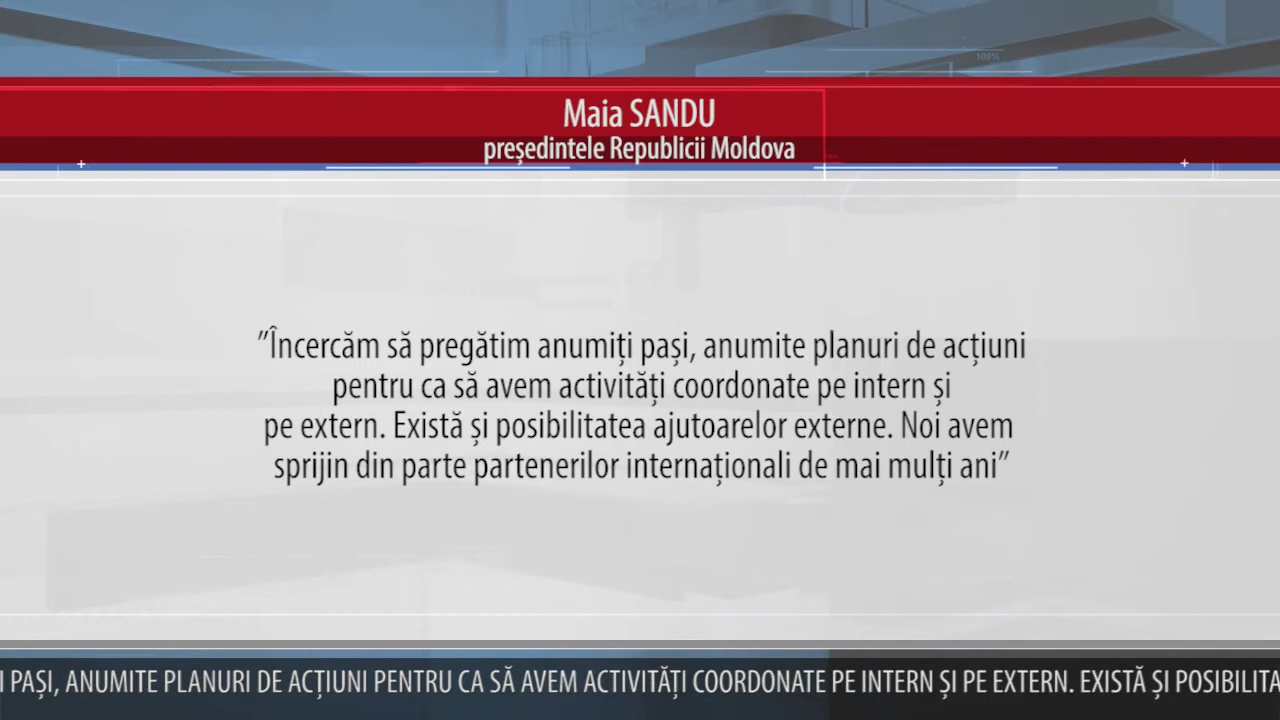 100%
Maia SANDU
președintele Republicii Moldova
”Încercăm să pregătim anumiți pași, anumite planuri de acțiuni
pentru ca să avem activități coordonate pe intern și
pe extern. Există și posibilitatea ajutoarelor externe. Noi avem
sprijin din parte partenerilor internaționali de mai mulți ani”
I PAȘI, ANUMITE PLANURI DE ACȚIUNI PENTRU CA SĂ AVEM ACTIVITĂȚI COORDONATE PE INTERN ȘI PE EXTERN. EXISTĂ ȘI POSIBILITA